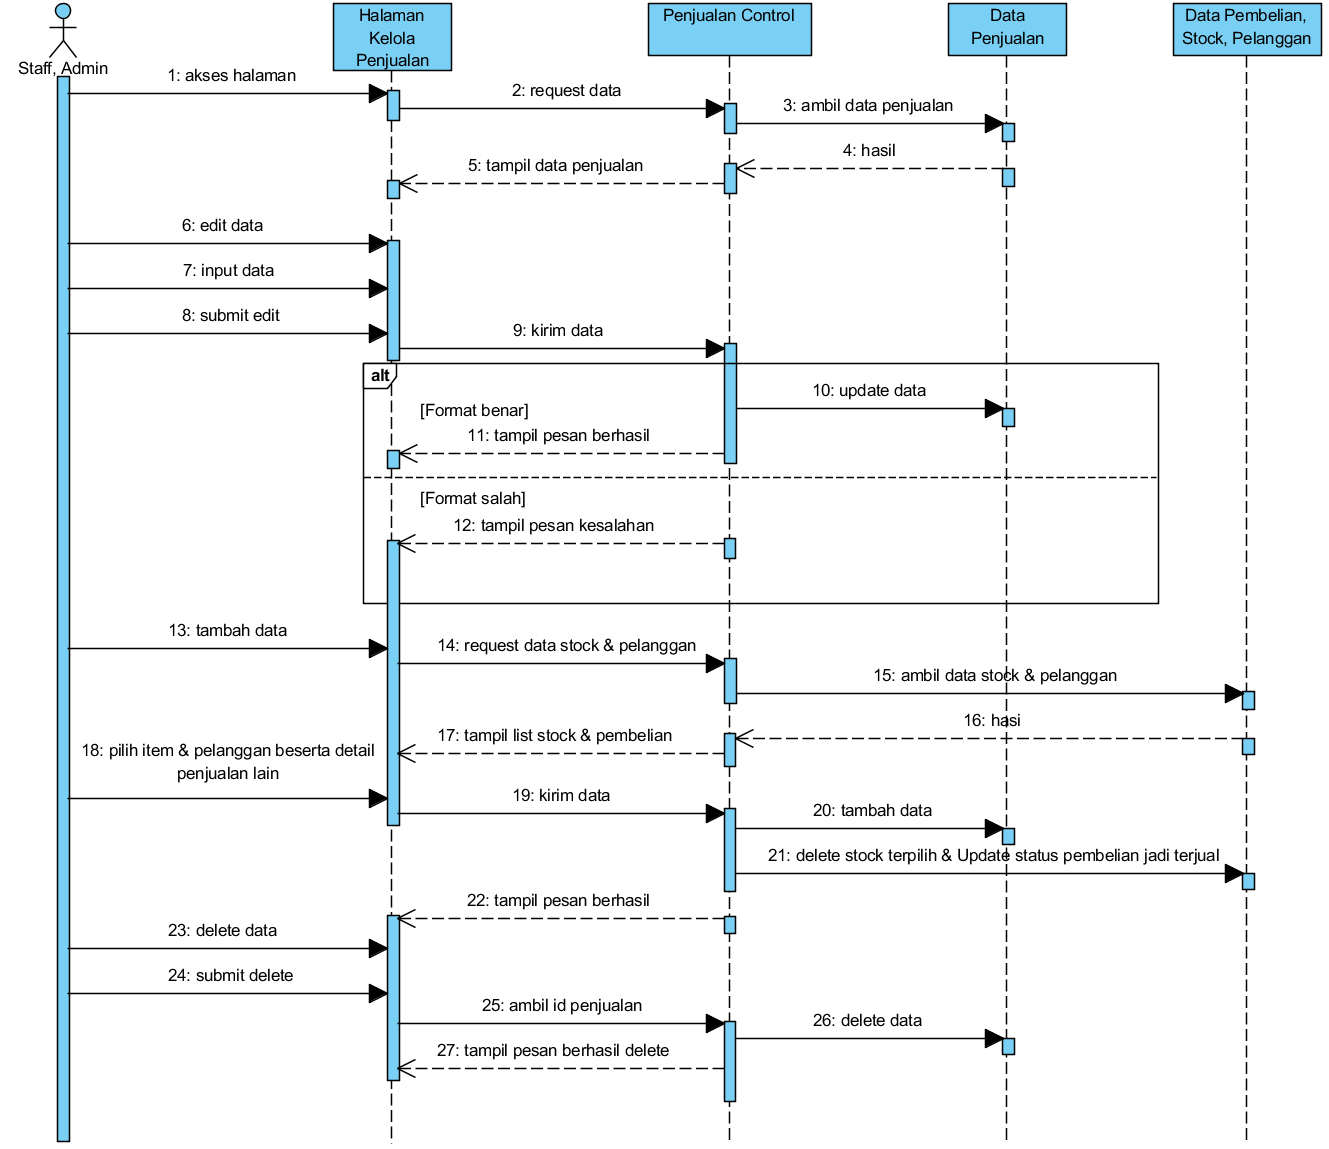 Staff, Admin
Halaman
Kelola
Penjualan
Penjualan Control
Data
Penjualan
Data Pembelian,
Stock, Pelanggan
1: akses halaman
2: request data
3: ambil data penjualan
4: hasil
5: tampil data penjualan
6: edit data
7: input data
8: submit edit
9: kirim data
alt
10: update data
[Format benar]
11: tampil pesan berhasil
[Format salah]
12: tampil pesan kesalahan
13: tambah data
14: request data stock & pelanggan
15: ambil data stock & pelanggan
16: hasi
17: tampil list stock & pembelian
18: pilih item & pelanggan beserta detail
penjualan lain
19: kirim data
20: tambah data
21: delete stock terpilih & Update status pembelian jadi terjual
22: tampil pesan berhasil
23: delete data
24: submit delete
25: ambil id penjualan
26: delete data
27: tampil pesan berhasil delete